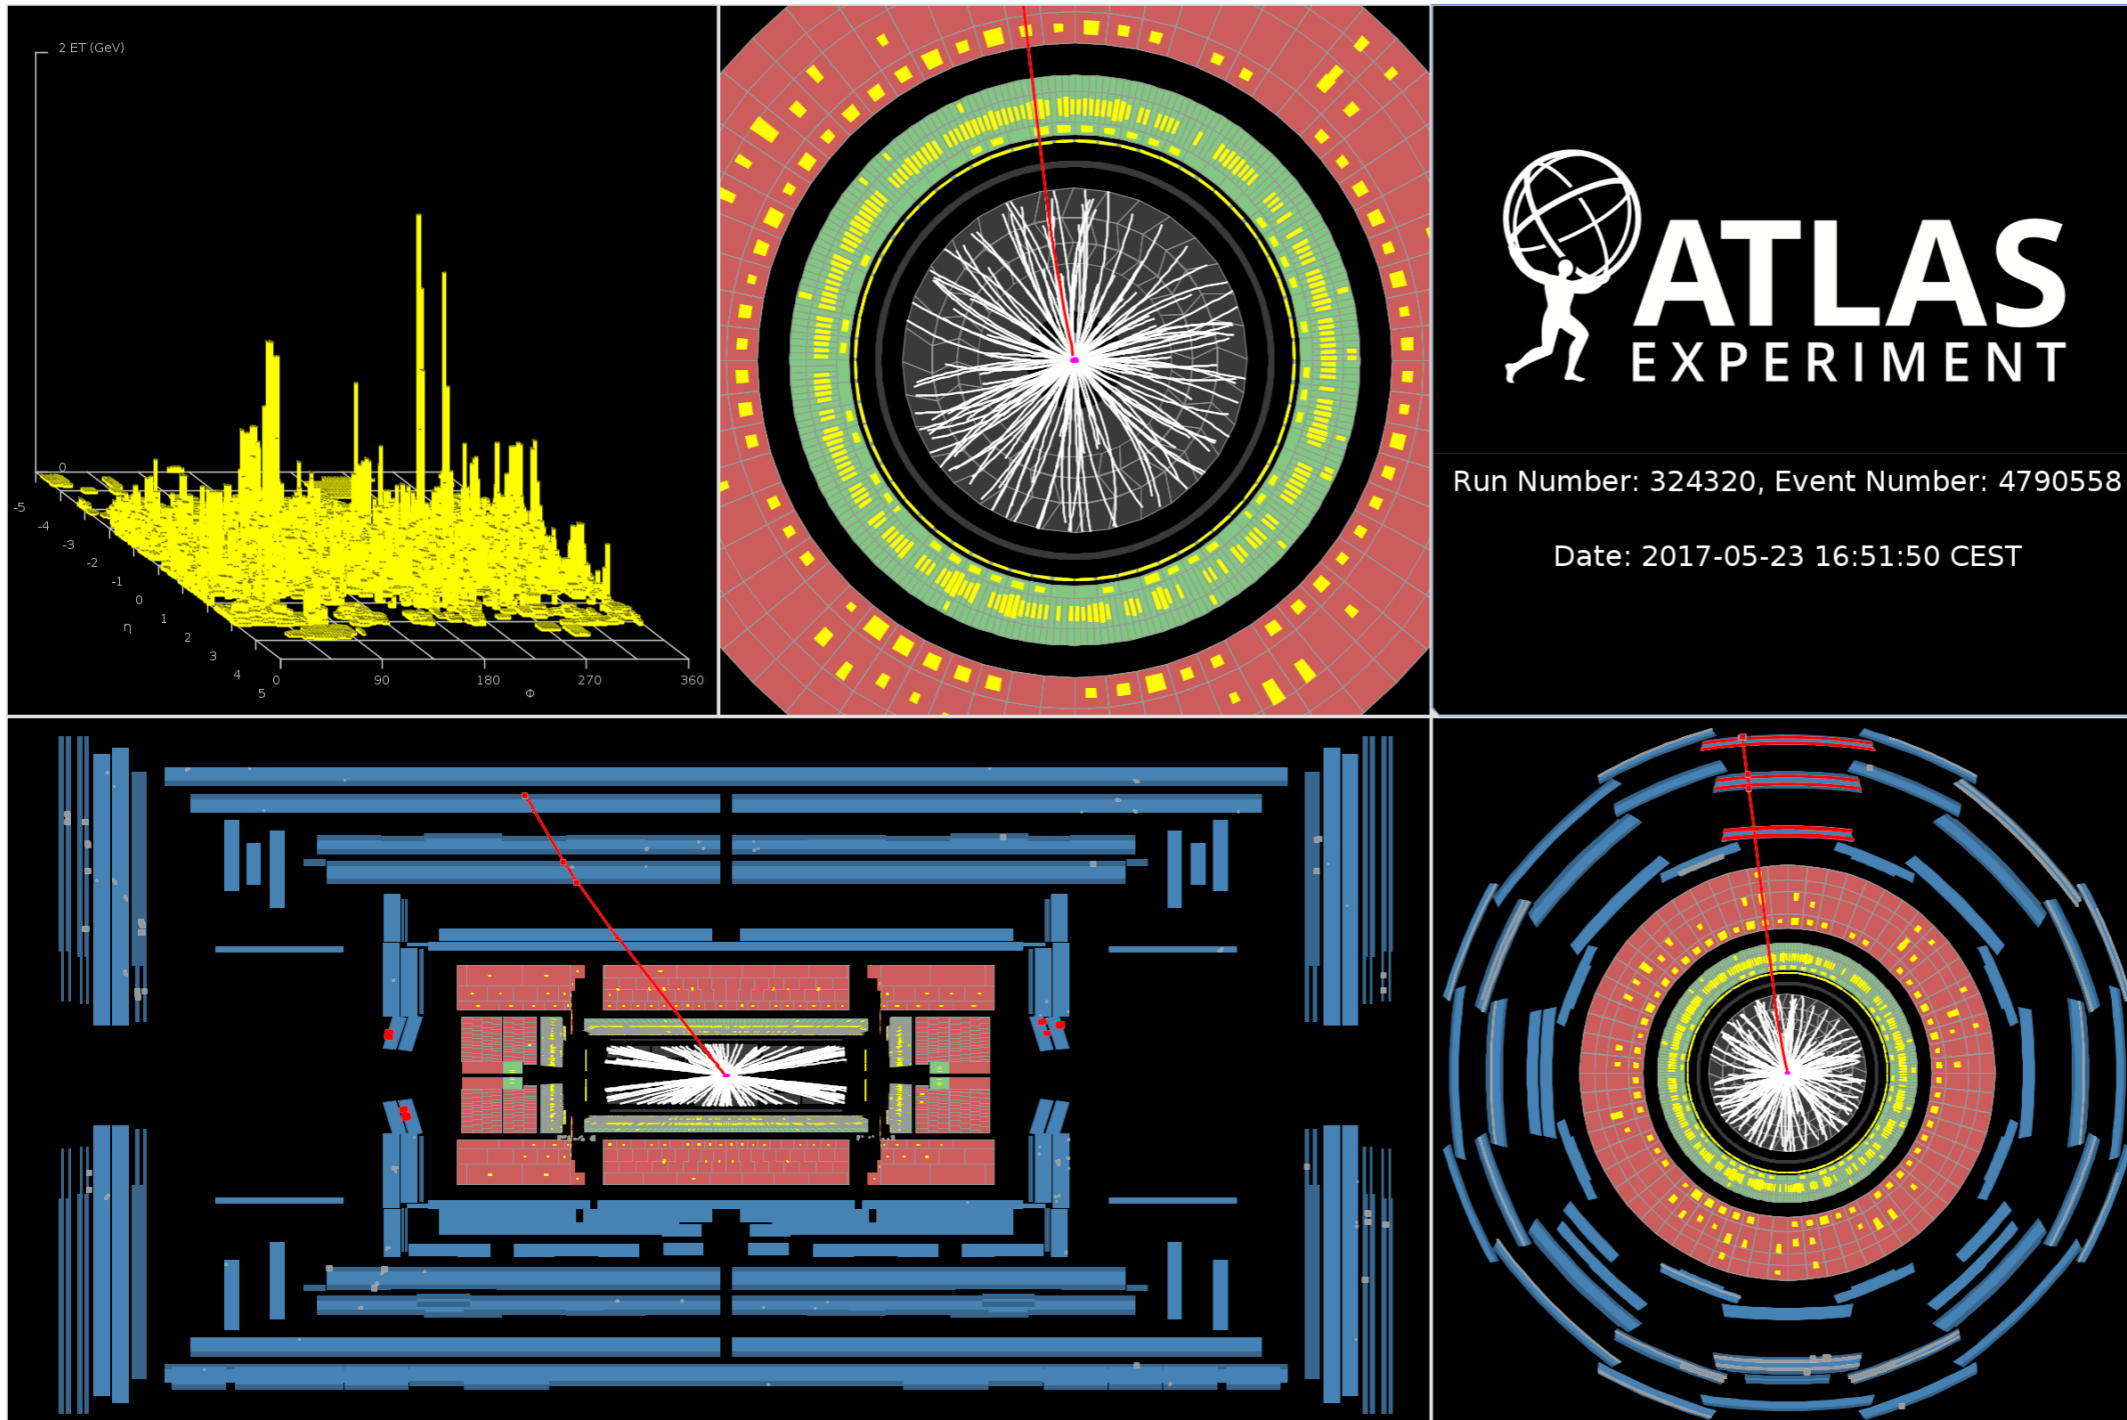 2 ET (GeV)
0
-5
-4
-3
-2
-1
0
1
2
3
4
5
η
0
90
180
270
360
Φ
ATLAS
EXPERIMENT
Run Number: 324320, Event Number: 4790558
Date: 2017-05-23 16:51:50 CEST